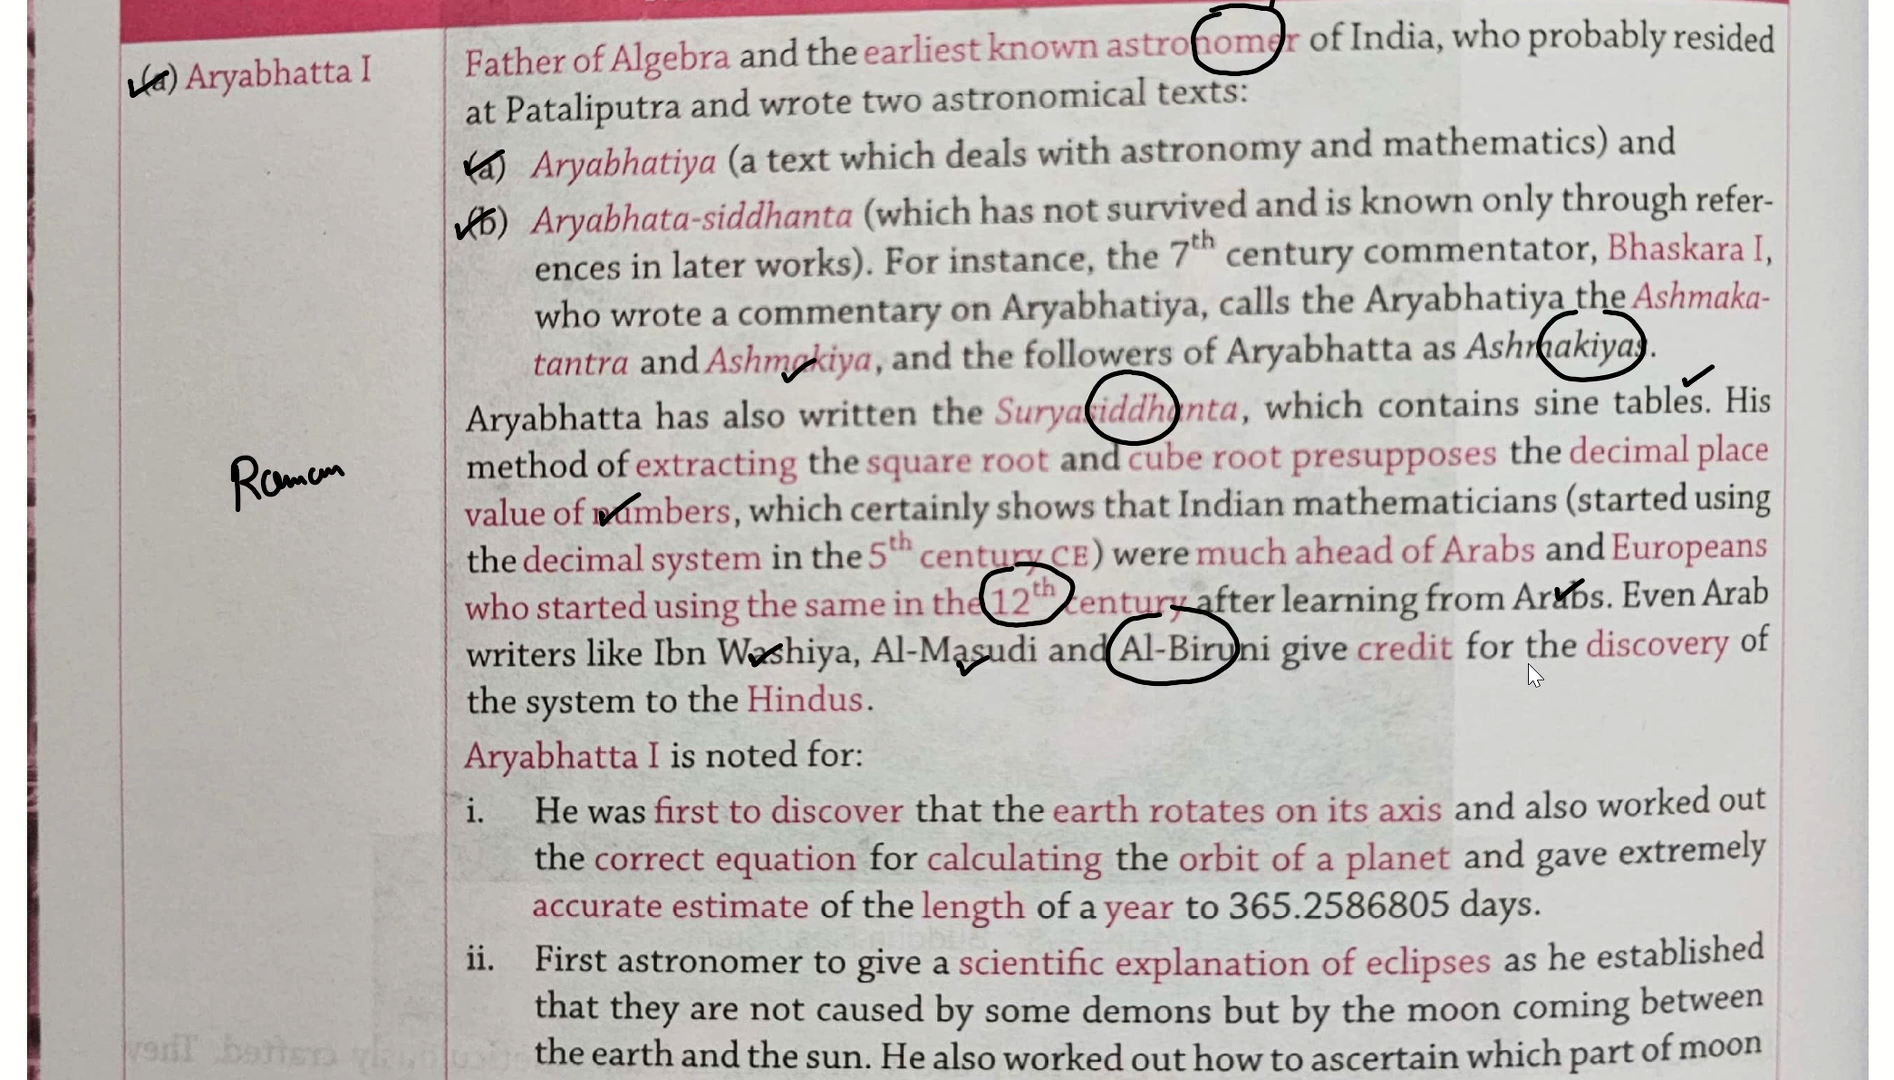 (a) Aryabhatta I
Father of Algebra and the earliest known astronomer of India, who probably resided
at Pataliputra and wrote two astronomical texts:
(a) Aryabhatiya (a text which deals with astronomy and mathematics) and
(b) Aryabhata-siddhanta (which has not survived and is known only through refer-
ences in later works). For instance, the 7th century commentator, Bhaskara I,
who wrote a commentary on Aryabhatiya, calls the Aryabhatiya the Ashmaka-
tantra and Ashmakiya, and the followers of Aryabhatta as Ashmakiyas.
Aryabhatta has also written the Suryasiddhanta, which contains sine tables. His
method of extracting the square root and cube root presupposes the decimal place
value of numbers, which certainly shows that Indian mathematicians (started using
the decimal system in the 5th century CE) were much ahead of Arabs and Europeans
who started using the same in the 12th century after learning from Arabs. Even Arab
writers like Ibn Washiya, Al-Masudi and Al-Biruni give credit for the discovery of
the system to the Hindus.
Aryabhatta I is noted for:
i. He was first to discover that the earth rotates on its axis and also worked out
the correct equation for calculating the orbit of a planet and gave extremely
accurate estimate of the length of a year to 365.2586805 days.
ii. First astronomer to give a scientific explanation of eclipses as he established
that they are not caused by some demons but by the moon coming between
the earth and the sun. He also worked out how to ascertain which part of moon